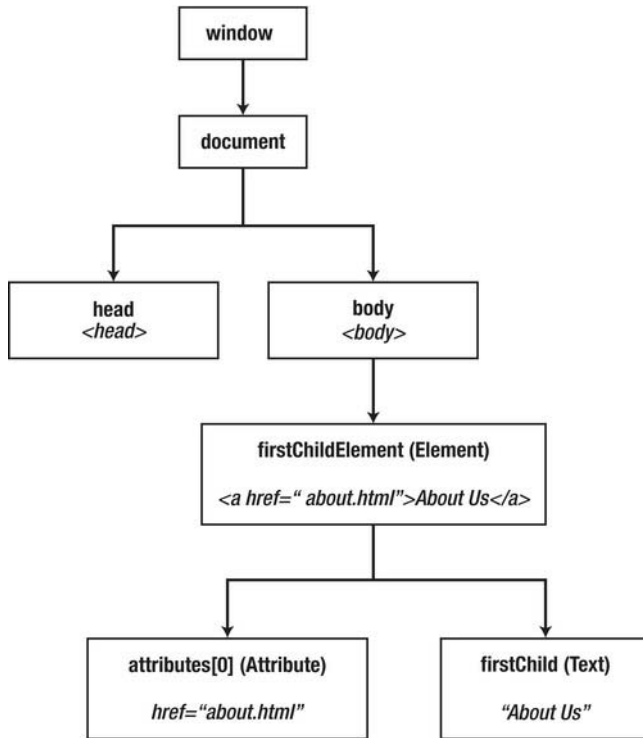 window
document
head
<head>
body
<body>
firstChildElement (Element)
<a href=“ about.html”>About Us</a>
attributes[0] (Attribute)
href=“about.html”
firstChild (Text)
“About Us”